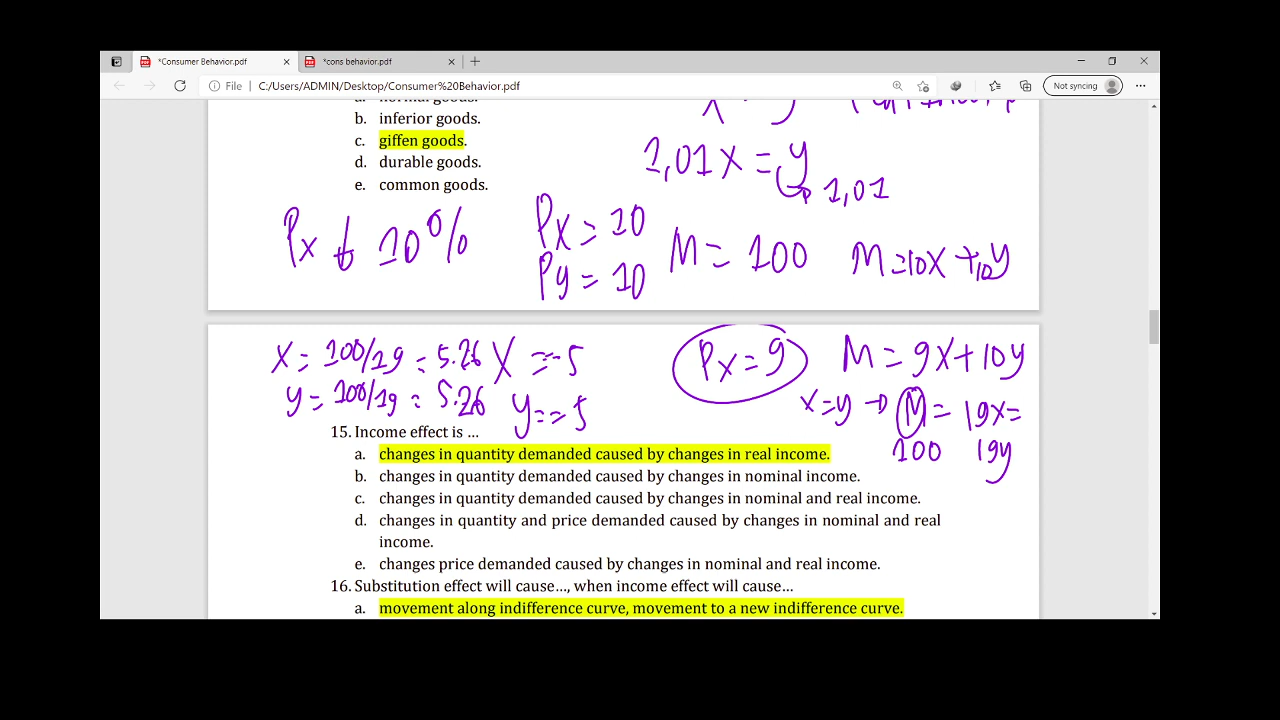 *Consumer Behavior.pdf
*cons behavior.pdf
File
C:/Users/ADMIN/Desktop/Consumer%20Behavior.pdf
Not syncing
a. normal goods.
b. inferior goods.
c. giffen goods.
d. durable goods.
e. common goods.
1,01x = y
1,01
Px ↓ 10%
Px = 10
Py = 10
M = 100
M=10x +10y
x = 100/19 = 5.26
y = 100/19 = 5.26
X = 5
y = 5
Px = 9
M = 9x+10y
x=y → M = 19x=
100 19y
15. Income effect is …
a. changes in quantity demanded caused by changes in real income.
b. changes in quantity demanded caused by changes in nominal income.
c. changes in quantity demanded caused by changes in nominal and real income.
d. changes in quantity and price demanded caused by changes in nominal and real
income.
e. changes price demanded caused by changes in nominal and real income.
16. Substitution effect will cause…, when income effect will cause…
a. movement along indifference curve, movement to a new indifference curve.